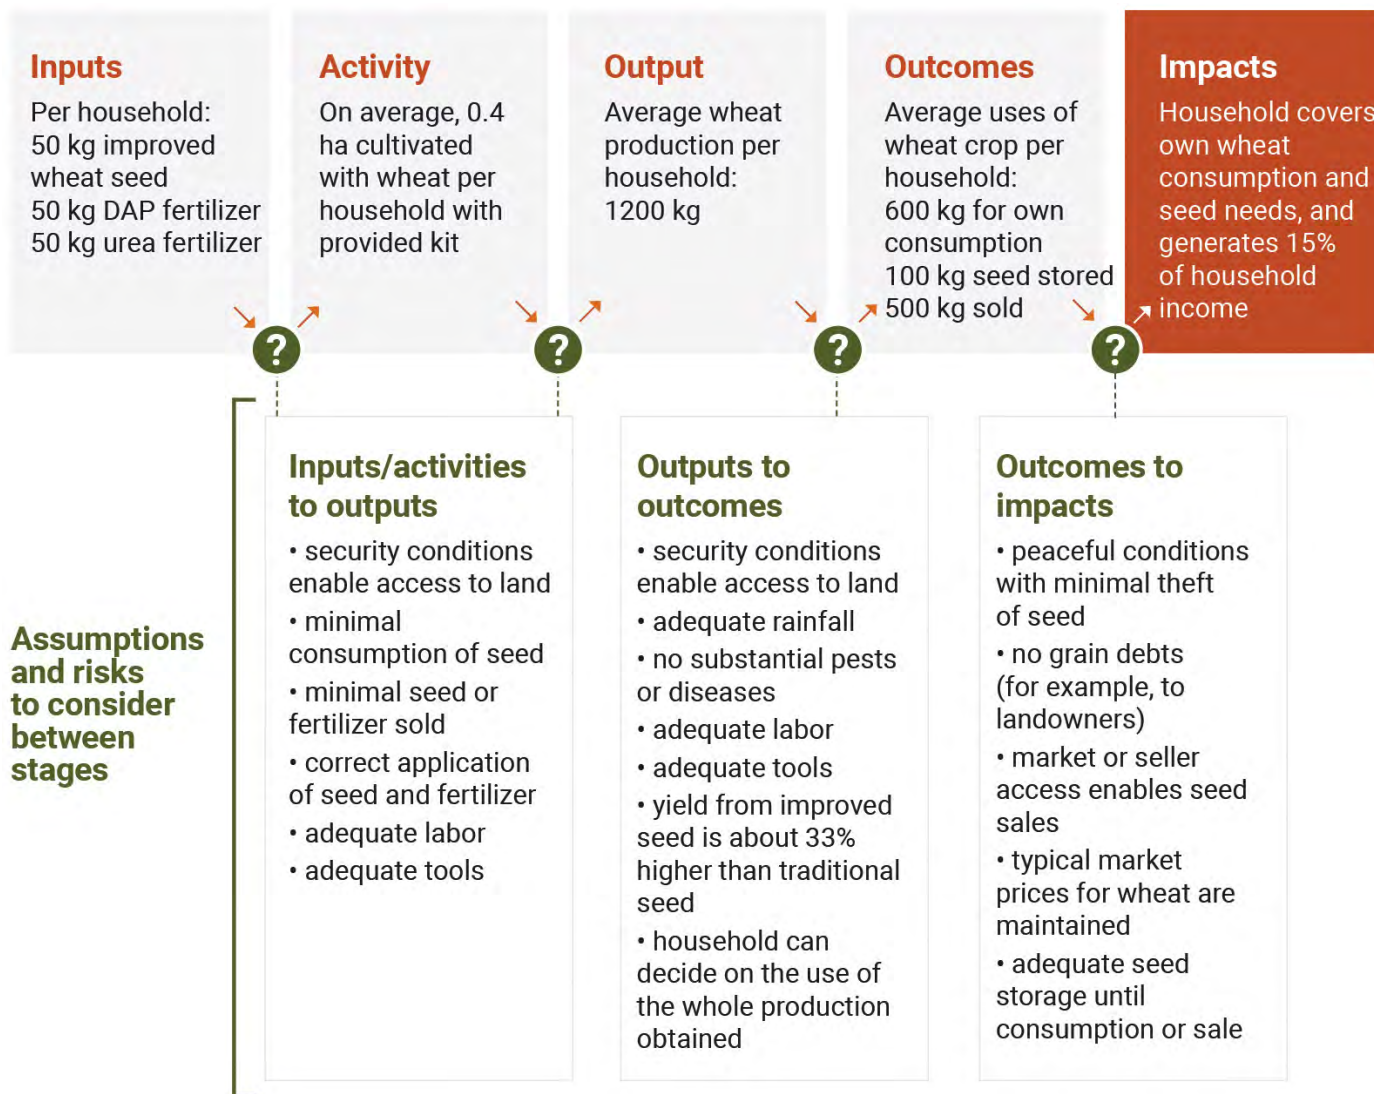 Inputs
Per household:
50 kg improved
wheat seed
50 kg DAP fertilizer
50 kg urea fertilizer
Activity
On average, 0.4
ha cultivated
with wheat per
household with
provided kit
Output
Average wheat
production per
household:
1200 kg
Outcomes
Average uses of
wheat crop per
household:
600 kg for own
consumption
100 kg seed stored
500 kg sold
Impacts
Household covers
own wheat
consumption and
seed needs, and
generates 15%
of household
income
?
?
?
?
Assumptions
and risks
to consider
between
stages
Inputs/activities
to outputs
• security conditions
enable access to land
• minimal
consumption of seed
• minimal seed or
fertilizer sold
• correct application
of seed and fertilizer
• adequate labor
• adequate tools
Outputs to
outcomes
• security conditions
enable access to land
• adequate rainfall
• no substantial pests
or diseases
• adequate labor
• adequate tools
• yield from improved
seed is about 33%
higher than traditional
seed
• household can
decide on the use of
the whole production
obtained
Outcomes to
impacts
• peaceful conditions
with minimal theft
of seed
• no grain debts
(for example, to
landowners)
• market or seller
access enables seed
sales
• typical market
prices for wheat are
maintained
• adequate seed
storage until
consumption or sale